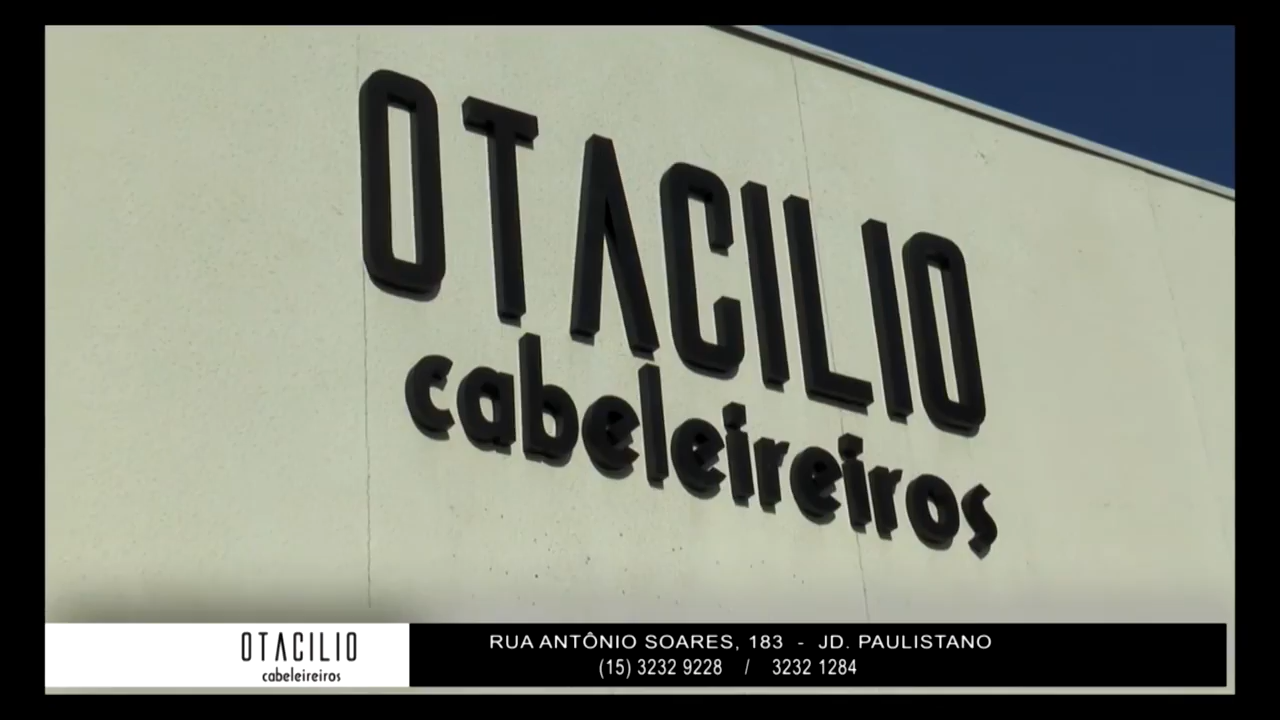 OTACILIO
cabeleireiros
OTACILIO
cabeleireiros
RUA ANTÔNIO SOARES, 183 - JD. PAULISTANO
(15) 3232 9228 / 3232 1284